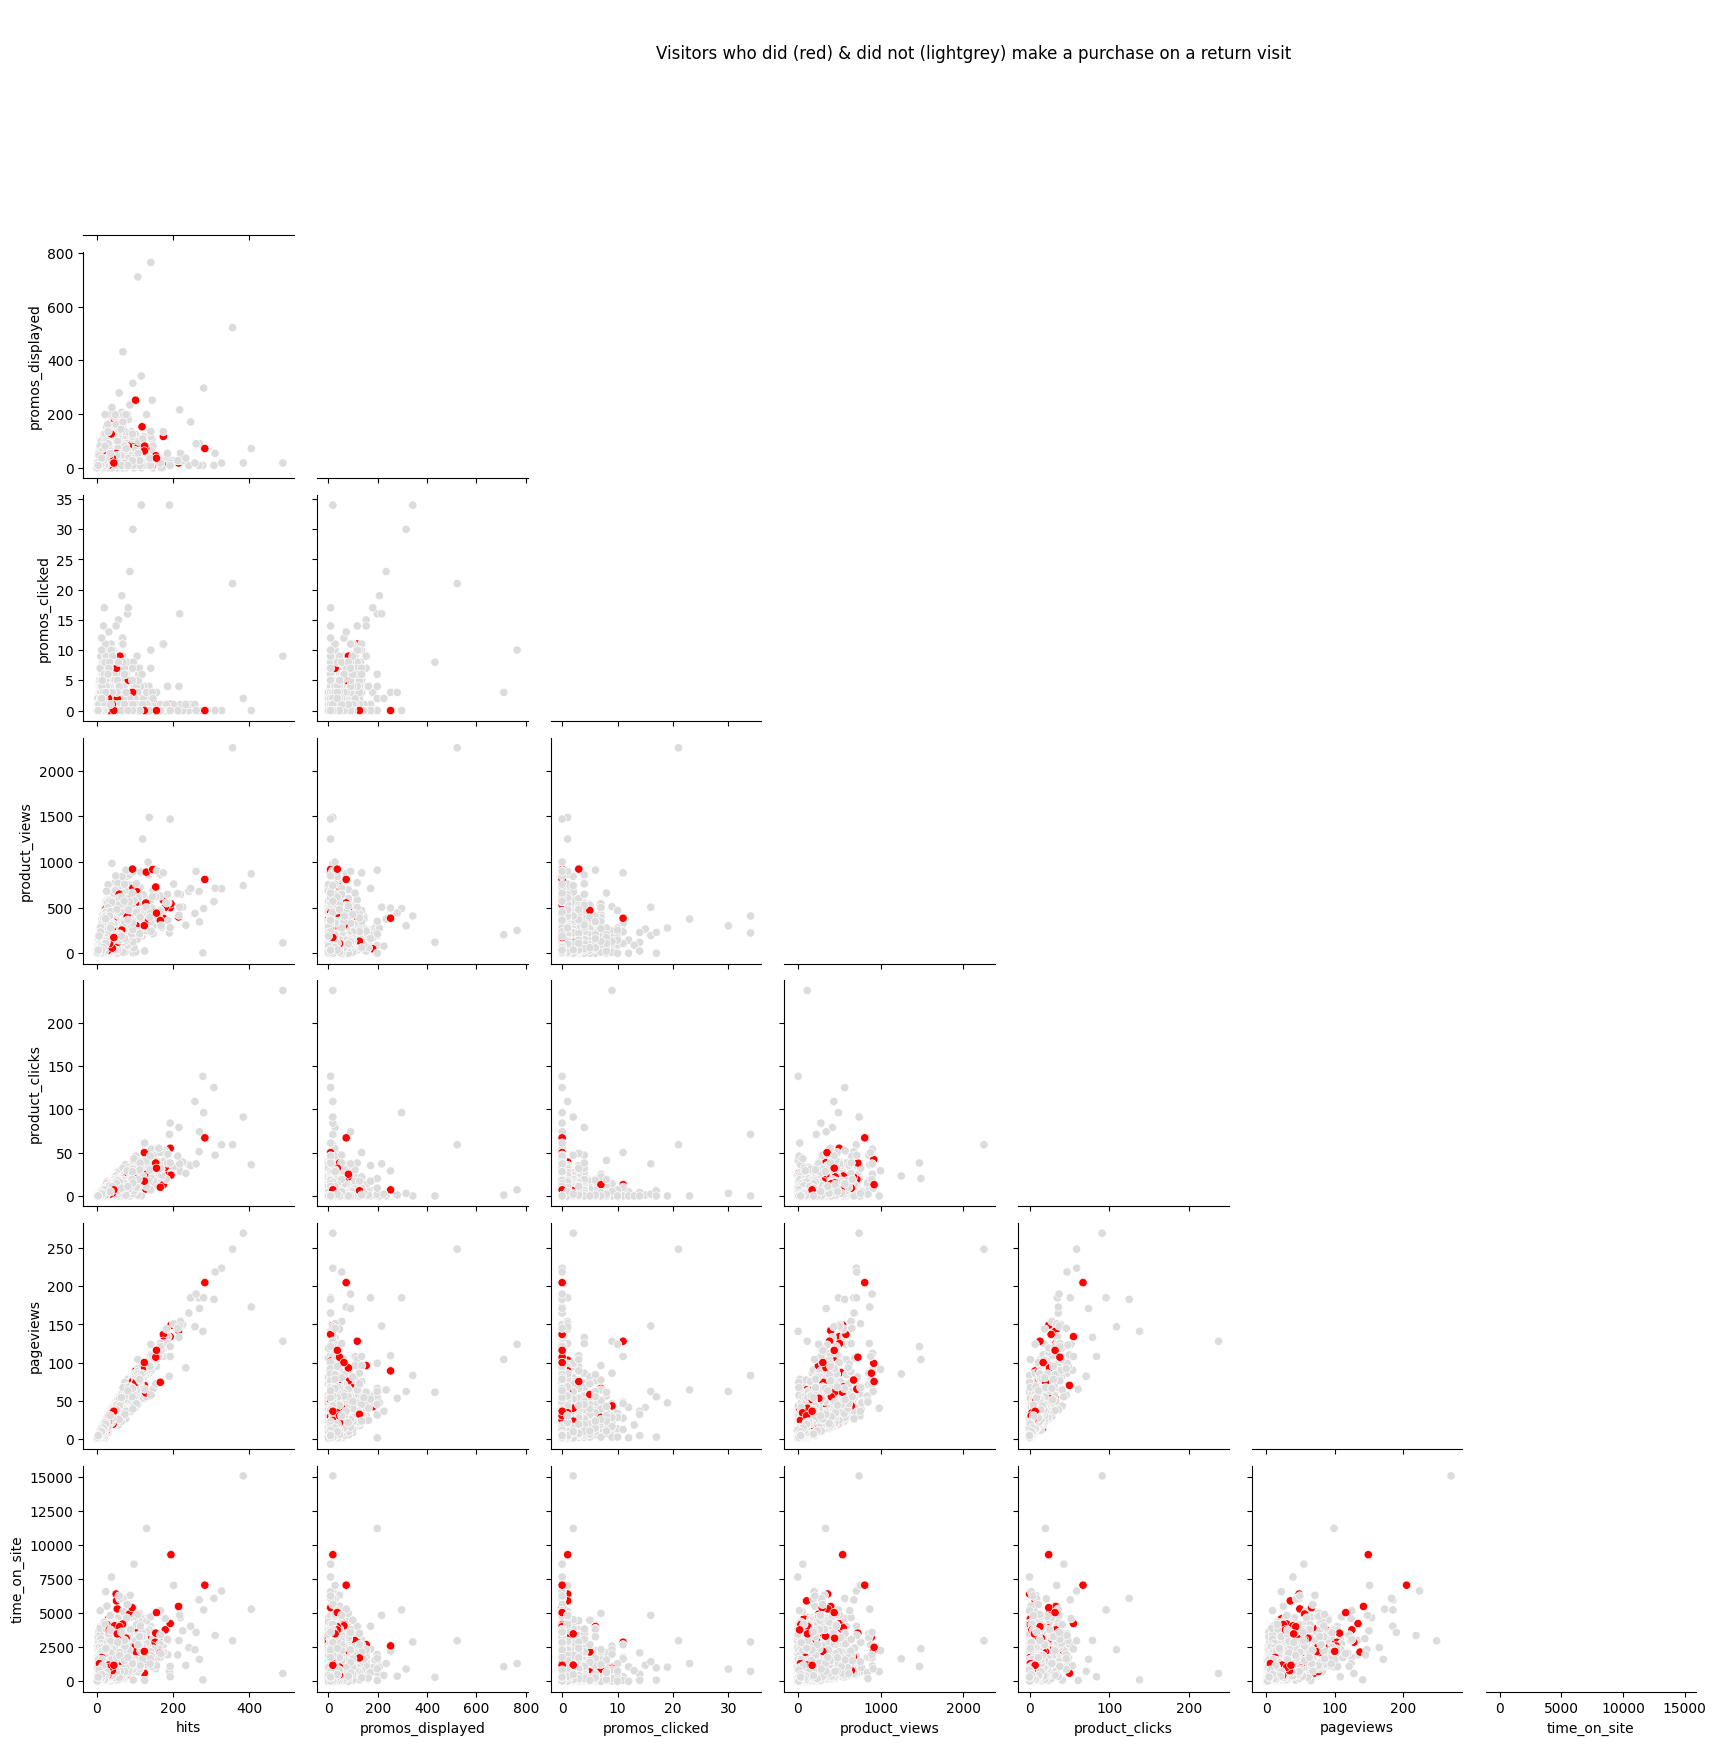 Visitors who did (red) & did not (lightgrey) make a purchase on a return visit
800
600
400
200
0
promos_displayed
35
30
25
20
15
10
5
0
promos_clicked
2000
1500
1000
500
0
product_views
200
150
100
50
0
product_clicks
250
200
150
100
50
0
pageviews
15000
12500
10000
7500
5000
2500
0
time_on_site
0 200 400
hits
0 200 400 600 800
promos_displayed
0 10 20 30
promos_clicked
0 1000 2000
product_views
0 100 200
product_clicks
0 100 200
pageviews
0 5000 10000 15000
time_on_site